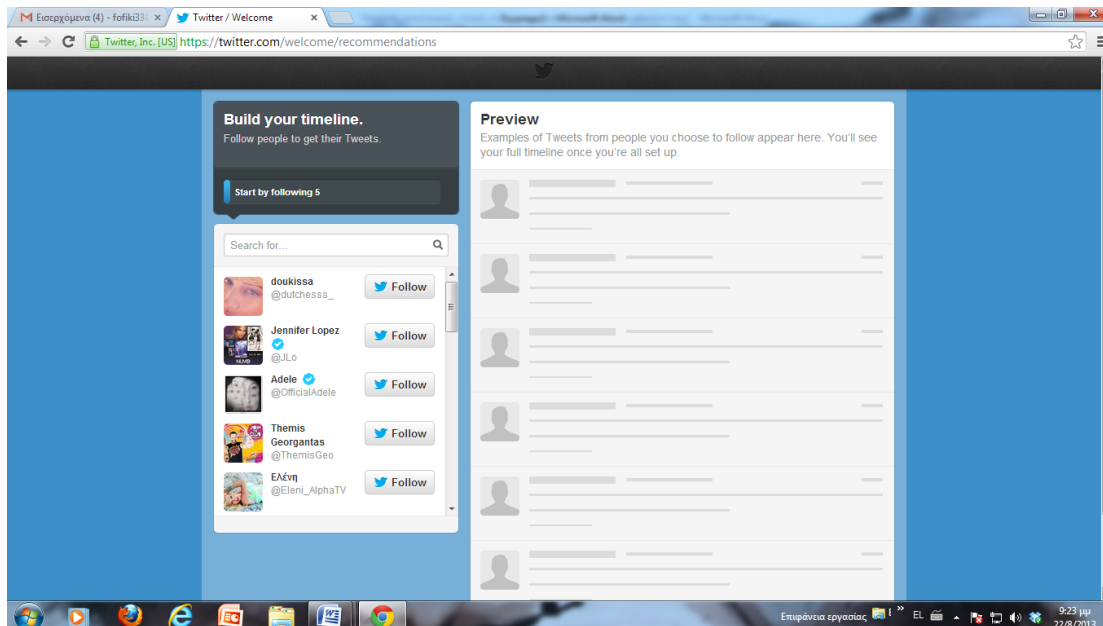 Εισερχόμενα (4) - fofiki33
Twitter / Welcome
Twitter, Inc. [US] https://twitter.com/welcome/recommendations
Build your timeline.
Follow people to get their Tweets.
Start by following 5
Search for...
doukissa
@dutchesss_
Follow
Jennifer Lopez
@JLo
Follow
Adele
@OfficialAdele
Follow
Themis
Georgantas
@ThemisGeo
Follow
Ελένη
@Eleni_AlphaTV
Follow
Preview
Examples of Tweets from people you choose to follow appear here. You'll see
your full timeline once you're all set up.
Επιφάνεια εργασίας
EL
9:23 μμ
22/8/2013